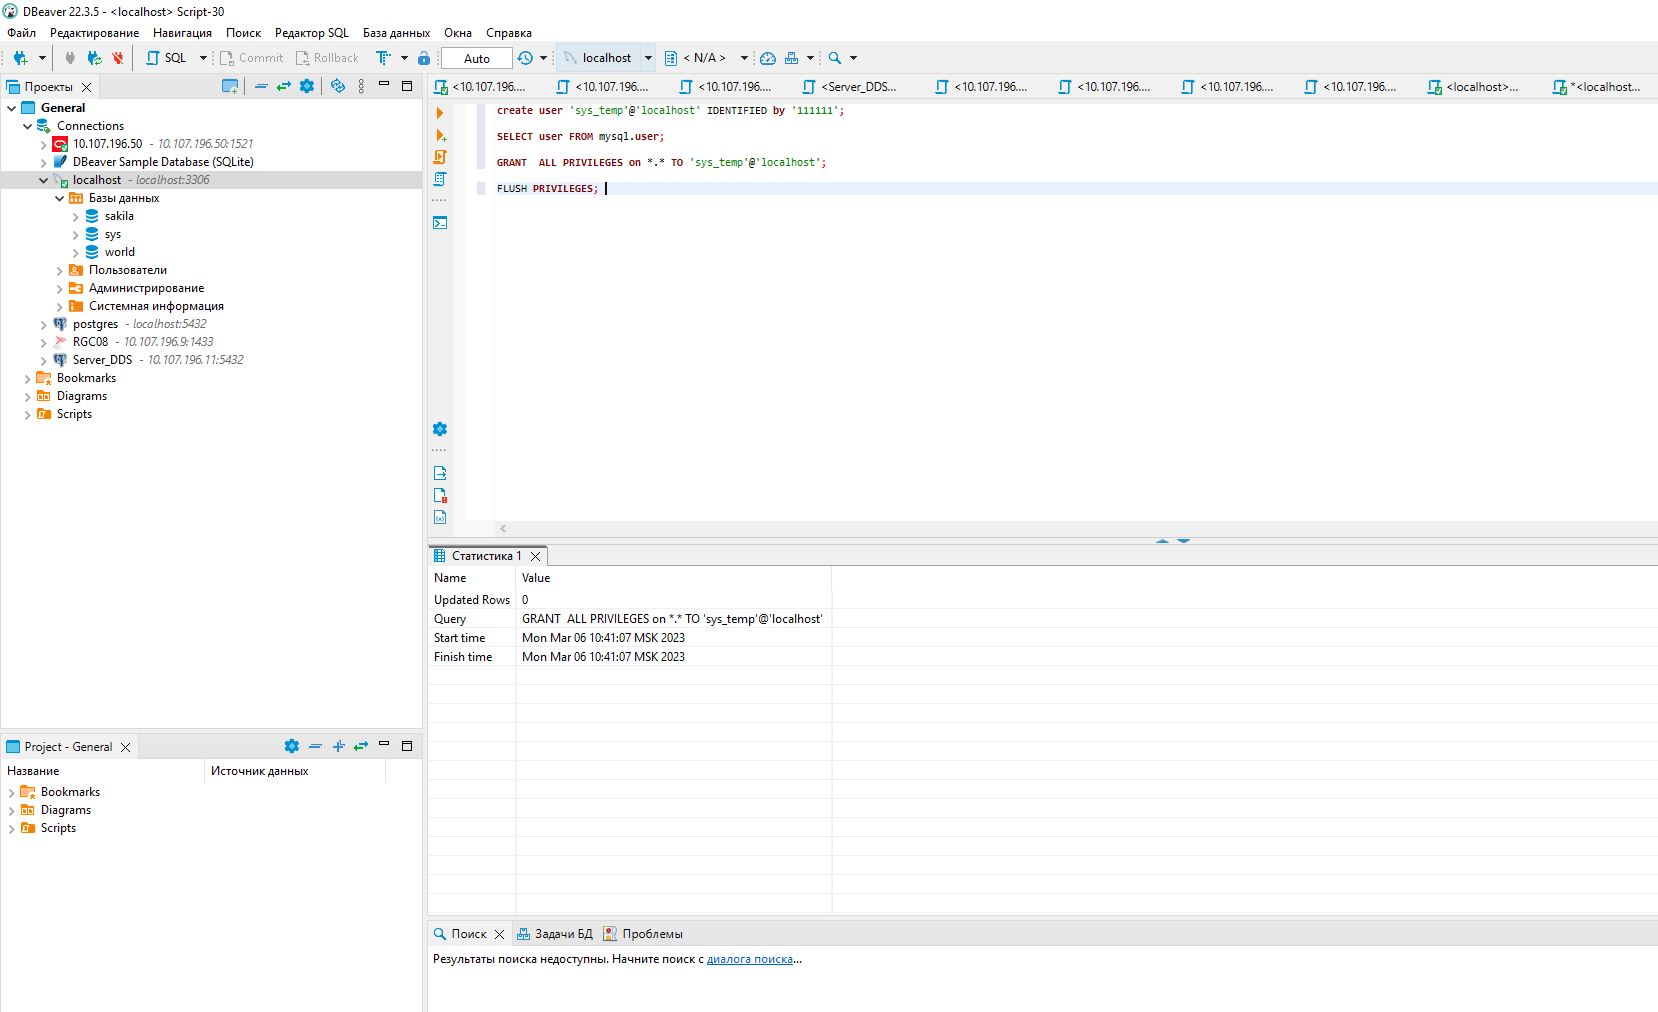 DBeaver 22.3.5 - <localhost> Script-30
Файл Редактирование Навигация Поиск Редактор SQL База данных Окна Справка
SQL Commit Rollback Auto localhost < N/A >
Проекты
<10.107.196.... <10.107.196.... <10.107.196.... <Server_DDS... <10.107.196.... <10.107.196.... <10.107.196.... <10.107.196.... <localhost>... *<localhost...
General
Connections
10.107.196.50 - 10.107.196.50:1521
DBeaver Sample Database (SQLite)
localhost - localhost:3306
Базы данных
sakila
sys
world
Пользователи
Администрирование
Системная информация
postgres - localhost:5432
RGC08 - 10.107.196.9:1433
Server_DDS - 10.107.196.11:5432
Bookmarks
Diagrams
Scripts
create user 'sys_temp'@'localhost' IDENTIFIED by '111111';
SELECT user FROM mysql.user;
GRANT  ALL PRIVILEGES on *.* TO 'sys_temp'@'localhost';
FLUSH PRIVILEGES;
Статистика 1
Name Value
Updated Rows 0
Query GRANT  ALL PRIVILEGES on *.* TO 'sys_temp'@'localhost'
Start time Mon Mar 06 10:41:07 MSK 2023
Finish time Mon Mar 06 10:41:07 MSK 2023
Project - General
Название Источник данных
Bookmarks
Diagrams
Scripts
Поиск Задачи БД Проблемы
Результаты поиска недоступны. Начните поиск с диалога поиска...